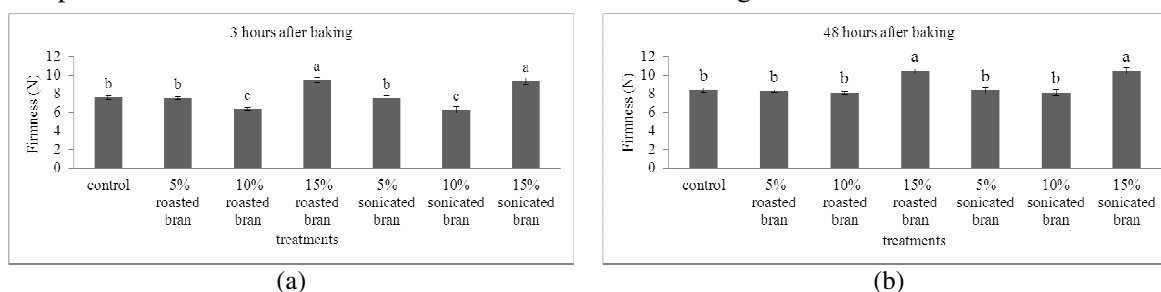 3 hours after baking
Firmness (N)
12
10
8
6
4
2
0
b
b
c
a
b
c
a
control
5% roasted bran
10% roasted bran
15% roasted bran
5% sonicated bran
10% sonicated bran
15% sonicated bran
treatments
(a)
48 hours after baking
Firmness (N)
12
10
8
6
4
2
0
b
b
b
a
b
b
a
control
5% roasted bran
10% roasted bran
15% roasted bran
5% sonicated bran
10% sonicated bran
15% sonicated bran
treatments
(b)